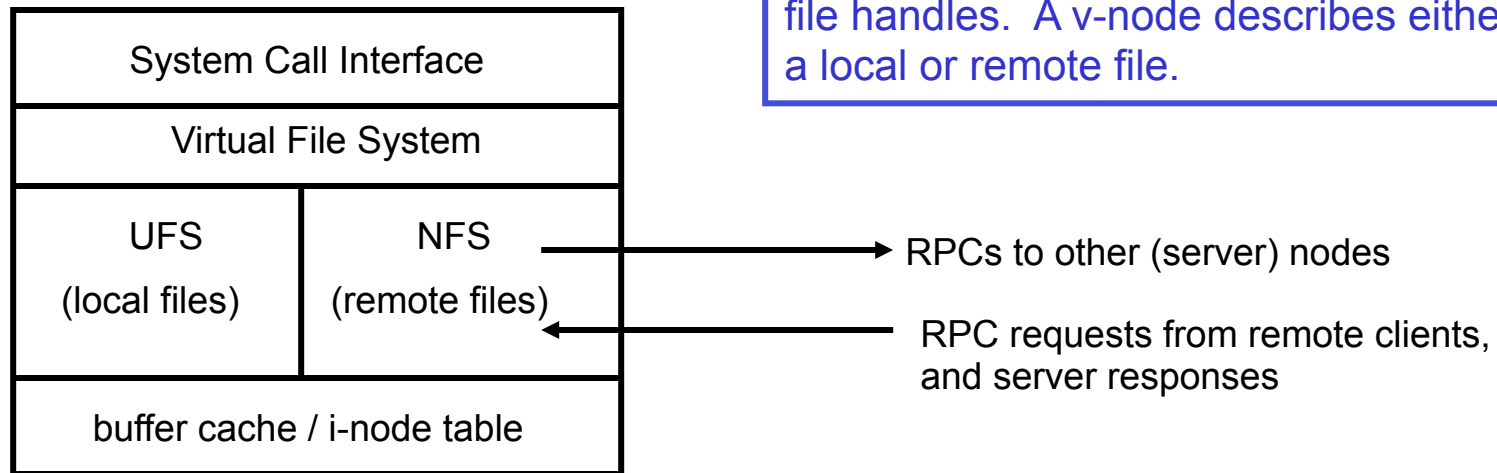 System Call Interface
Virtual File System
UFS
(local files)
NFS
(remote files)
buffer cache / i-node table
file handles. A v-node describes
a local or remote file.
RPCs to other (server) nodes
RPC requests from remote clients,
and server responses